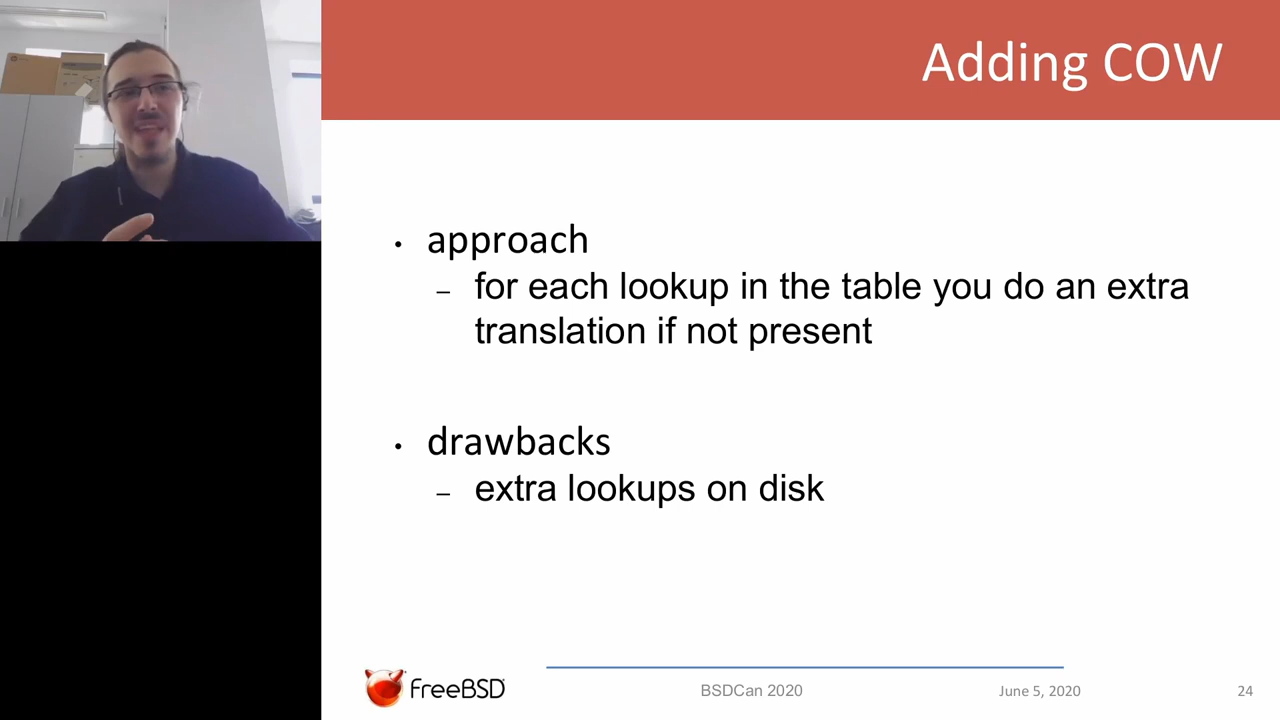 Adding COW
• approach
– for each lookup in the table you do an extra
translation if not present
• drawbacks
– extra lookups on disk
FreeBSD
BSDCan 2020
June 5, 2020
24